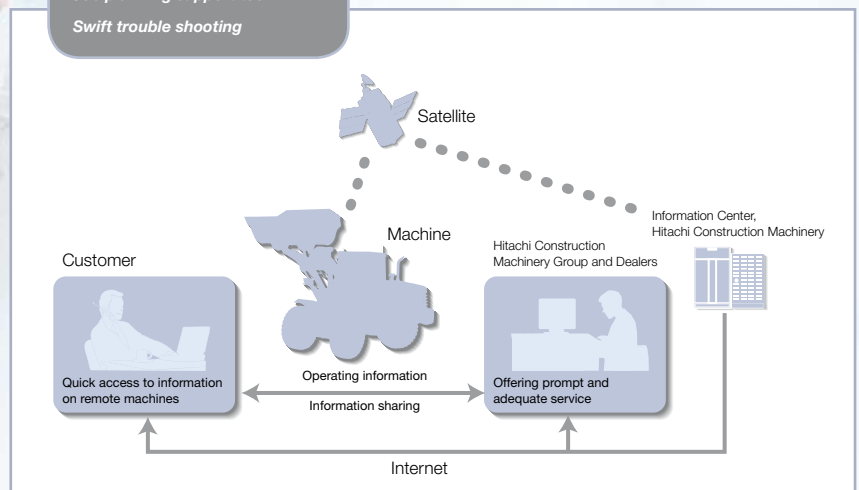 Swift trouble shooting
Satellite
Information Center,
Hitachi Construction Machinery
Machine
Hitachi Construction
Machinery Group and Dealers
Customer
Quick access to information
on remote machines
Operating information
Information sharing
Offering prompt and
adequate service
Internet